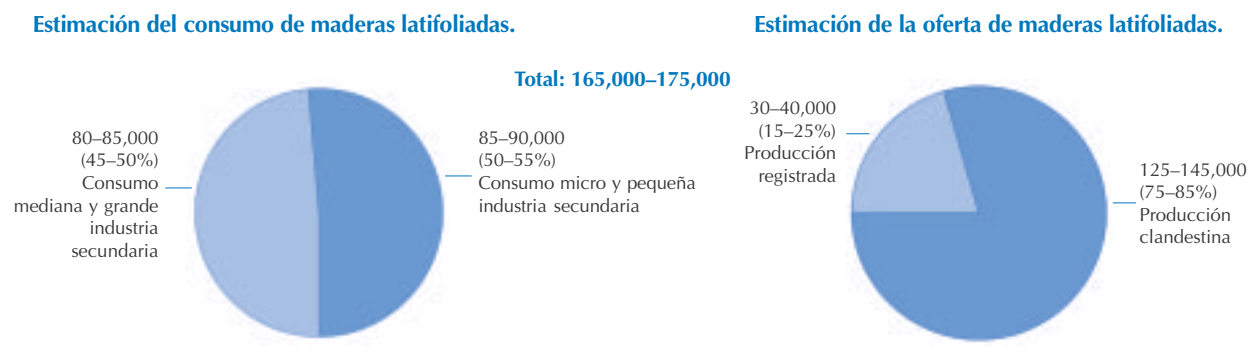 Estimación del consumo de maderas latifoliadas.
Estimación de la oferta de maderas latifoliadas.
Total: 165,000–175,000
80–85,000
(45–50%)
Consumo
mediana y grande
industria
secundaria
85–90,000
(50–55%)
Consumo micro y pequeña
industria secundaria
30–40,000
(15–25%)
Producción
registrada
125–145,000
(75–85%)
Producción
clandestina